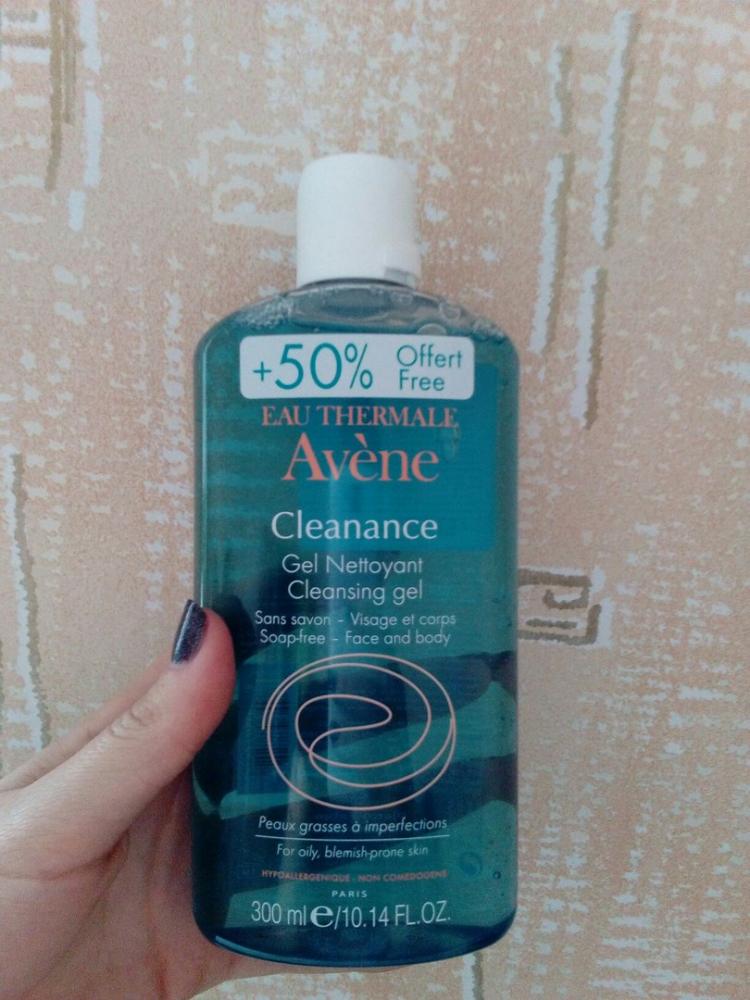 +50% Offert
Free
EAU THERMALE
Avène
Cleanance
Gel Nettoyant
Cleansing gel
Sans savon - Visage et corps
Soap-free - Face and body
Peaux grasses à imperfections
For oily, blemish-prone skin
HYPOALLERGENIQUE - NON COMEDOGENE
PARIS
300 ml e/10.14 FL.OZ.